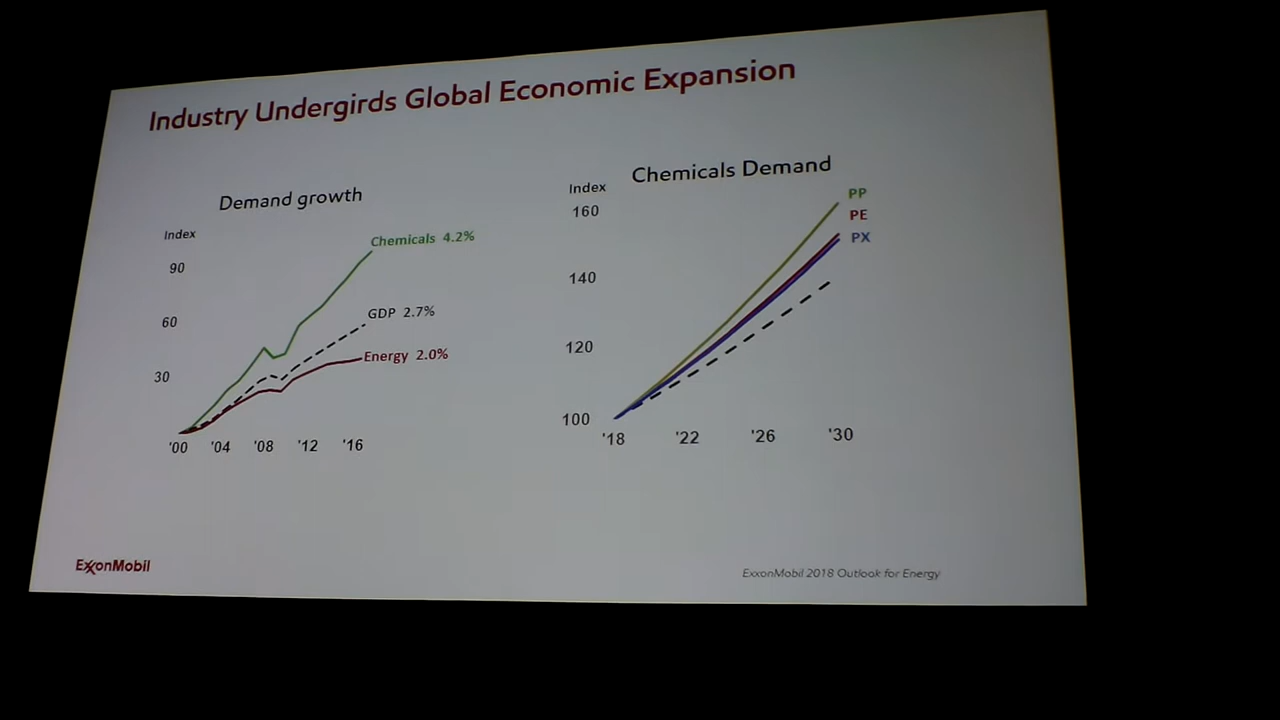 Industry Undergirds Global Economic Expansion
Demand growth
Index
90
60
30
Chemicals 4.2%
GDP 2.7%
Energy 2.0%
'00 '04 '08 '12 '16
Chemicals Demand
Index
160
140
120
100
PP
PE
PX
'18 '22 '26 '30
ExxonMobil
ExxonMobil 2018 Outlook for Energy